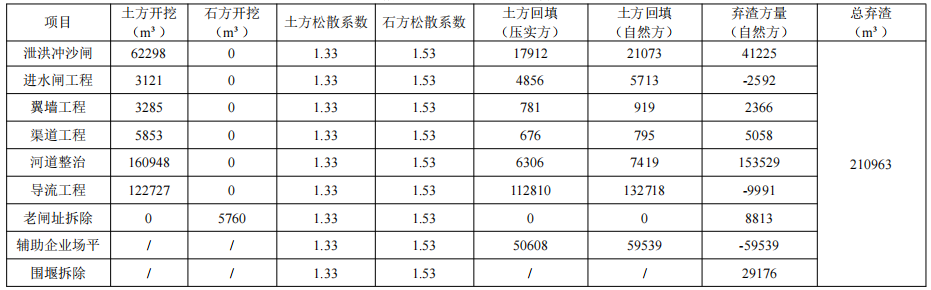 项目 土方开挖（m³） 石方开挖（m³） 土方松散系数 石方松散系数 土方回填（压实方） 土方回填（自然方） 弃渣方量（自然方） 总弃渣（m³）
泄洪冲沙闸 62298 0 1.33 1.53 17912 21073 41225
进水闸工程 3121 0 1.33 1.53 4856 5713 -2592
翼墙工程 3285 0 1.33 1.53 781 919 2366
渠道工程 5853 0 1.33 1.53 676 795 5058
河道整治 160948 0 1.33 1.53 6306 7419 153529 210963
导流工程 122727 0 1.33 1.53 112810 132718 -9991
老闸址拆除 0 5760 1.33 1.53 0 0 8813
辅助企业场平 / / 1.33 1.53 50608 59539 -59539
围堰拆除 / / 1.33 1.53 / / 29176